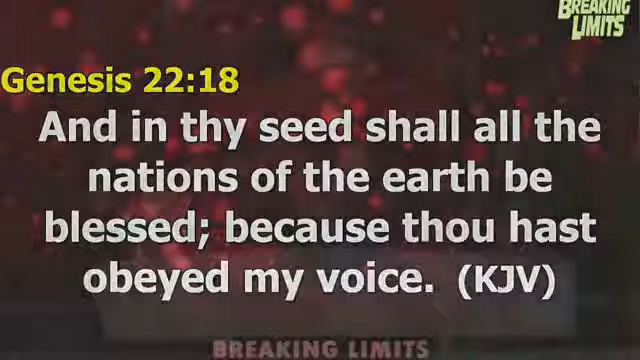 BREAKING
LIMITS
Genesis 22:18
And in thy seed shall all the
nations of the earth be
blessed; because thou hast
obeyed my voice. (KJV)
BREAKING LIMITS